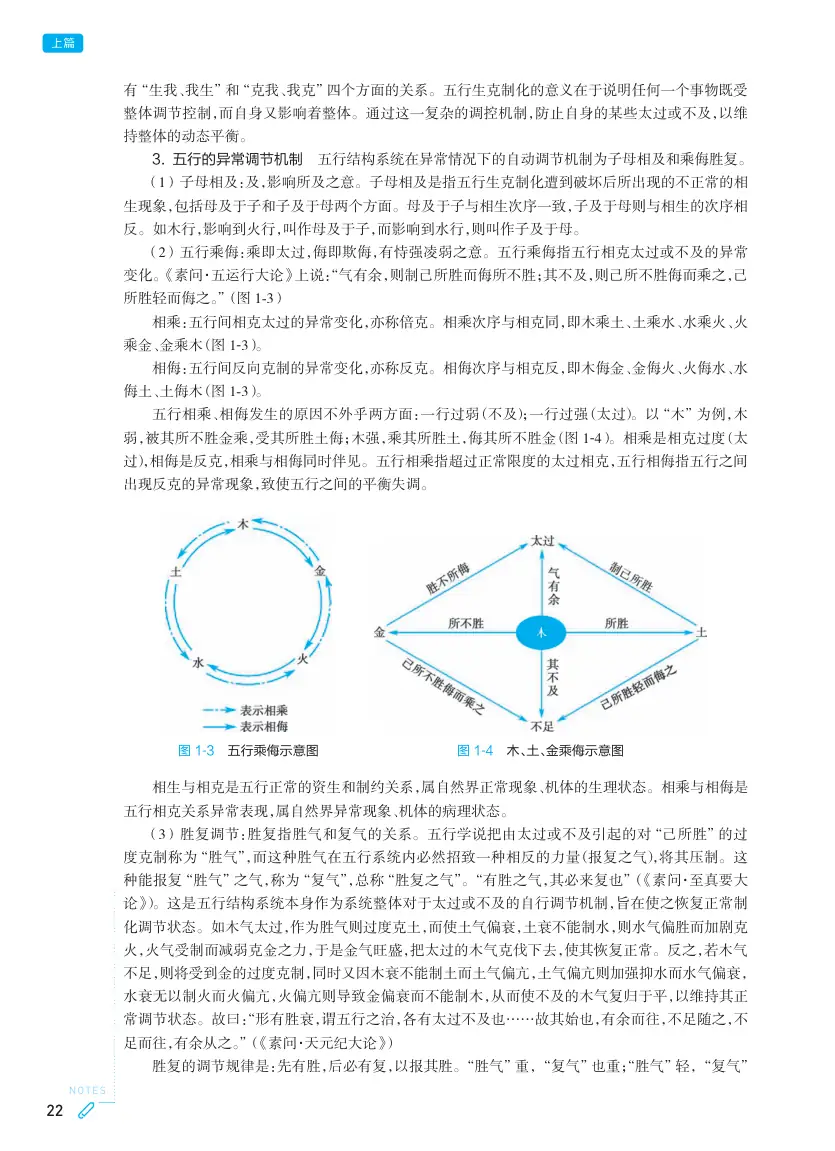 上篇
有“生我、我生”和“克我、我克”四个方面的关系。五行生克制化的意义在于说明任何一个事物既受
整体调节控制,而自身又影响着整体。通过这一复杂的调控机制,防止自身的某些太过或不及,以维
持整体的动态平衡。
3. 五行的异常调节机制 五行结构系统在异常情况下的自动调节机制为子母相及和乘侮胜复。
(1)子母相及:及,影响所及之意。子母相及是指五行生克制化遭到破坏后所出现的不正常的相
生现象,包括母及于子和子及于母两个方面。母及于子与相生次序一致,子及于母则与相生的次序相
反。如木行,影响到火行,叫作母及于子,而影响到水行,则叫作子及于母。
(2)五行乘侮:乘即太过,侮即欺侮,有恃强凌弱之意。五行乘侮指五行相克太过或不及的异常
变化。《素问·五运行大论》上说:“气有余,则制己所胜而侮所不胜;其不及,则己所不胜侮而乘之,己
所胜轻而侮之。”(图 1-3)
相乘:五行间相克太过的异常变化,亦称倍克。相乘次序与相克同,即木乘土、土乘水、水乘火、火
乘金、金乘木(图 1-3)。
相侮:五行间反向克制的异常变化,亦称反克。相侮次序与相克反,即木侮金、金侮火、火侮水、水
侮土、土侮木(图 1-3)。
五行相乘、相侮发生的原因不外乎两方面:一行过弱(不及);一行过强(太过)。以“木”为例,木
弱,被其所不胜金乘,受其所胜土侮;木强,乘其所胜土,侮其所不胜金(图 1-4)。相乘是相克过度(太
过),相侮是反克,相乘与相侮同时伴见。五行相乘指超过正常限度的太过相克,五行相侮指五行之间
出现反克的异常现象,致使五行之间的平衡失调。
木
土
金
水
火
表示相乘
表示相侮
图 1-3 五行乘侮示意图
太过
胜不所侮
气有余
制己所胜
金
所不胜
木
所胜
土
己所不胜侮而乘之
其不及
己所胜轻而侮之
不足
图 1-4 木、土、金乘侮示意图
相生与相克是五行正常的资生和制约关系,属自然界正常现象、机体的生理状态。相乘与相侮是
五行相克关系异常表现,属自然界异常现象、机体的病理状态。
(3)胜复调节:胜复指胜气和复气的关系。五行学说把由太过或不及引起的对“己所胜”的过
度克制称为“胜气”,而这种胜气在五行系统内必然招致一种相反的力量(报复之气),将其压制。这
种能报复“胜气”之气,称为“复气”,总称“胜复之气”。“有胜之气,其必来复也”(《素问·至真要大
论》)。这是五行结构系统本身作为系统整体对于太过或不及的自行调节机制,旨在使之恢复正常制
化调节状态。如木气太过,作为胜气则过度克土,而使土气偏衰,土衰不能制水,则水气偏胜而加剧克
火,火气受制而减弱克金之力,于是金气旺盛,把太过的木气克伐下去,使其恢复正常。反之,若木气
不足,则将受到金的过度克制,同时又因木衰不能制土而土气偏亢,土气偏亢则加强抑水而水气偏衰,
水衰无以制火而火偏亢,火偏亢则导致金偏衰而不能制木,从而使不及的木气复归于平,以维持其正
常调节状态。故曰:“形有胜衰,谓五行之治,各有太过不及也……故其始也,有余而往,不足随之,不
足而往,有余从之。”(《素问·天元纪大论》)
胜复的调节规律是:先有胜,后必有复,以报其胜。“胜气”重,“复气”也重;“胜气”轻,“复气”
NOTES
22